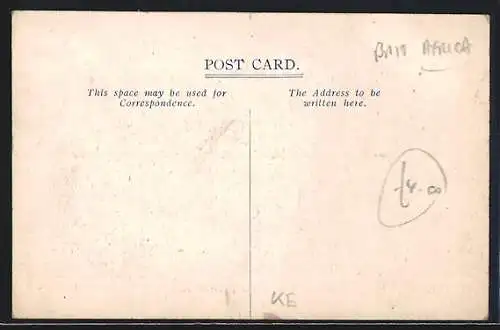 AFRICA
POST CARD.
This space may be used for
Correspondence.
The Address to be
written here.
£4.00
KE